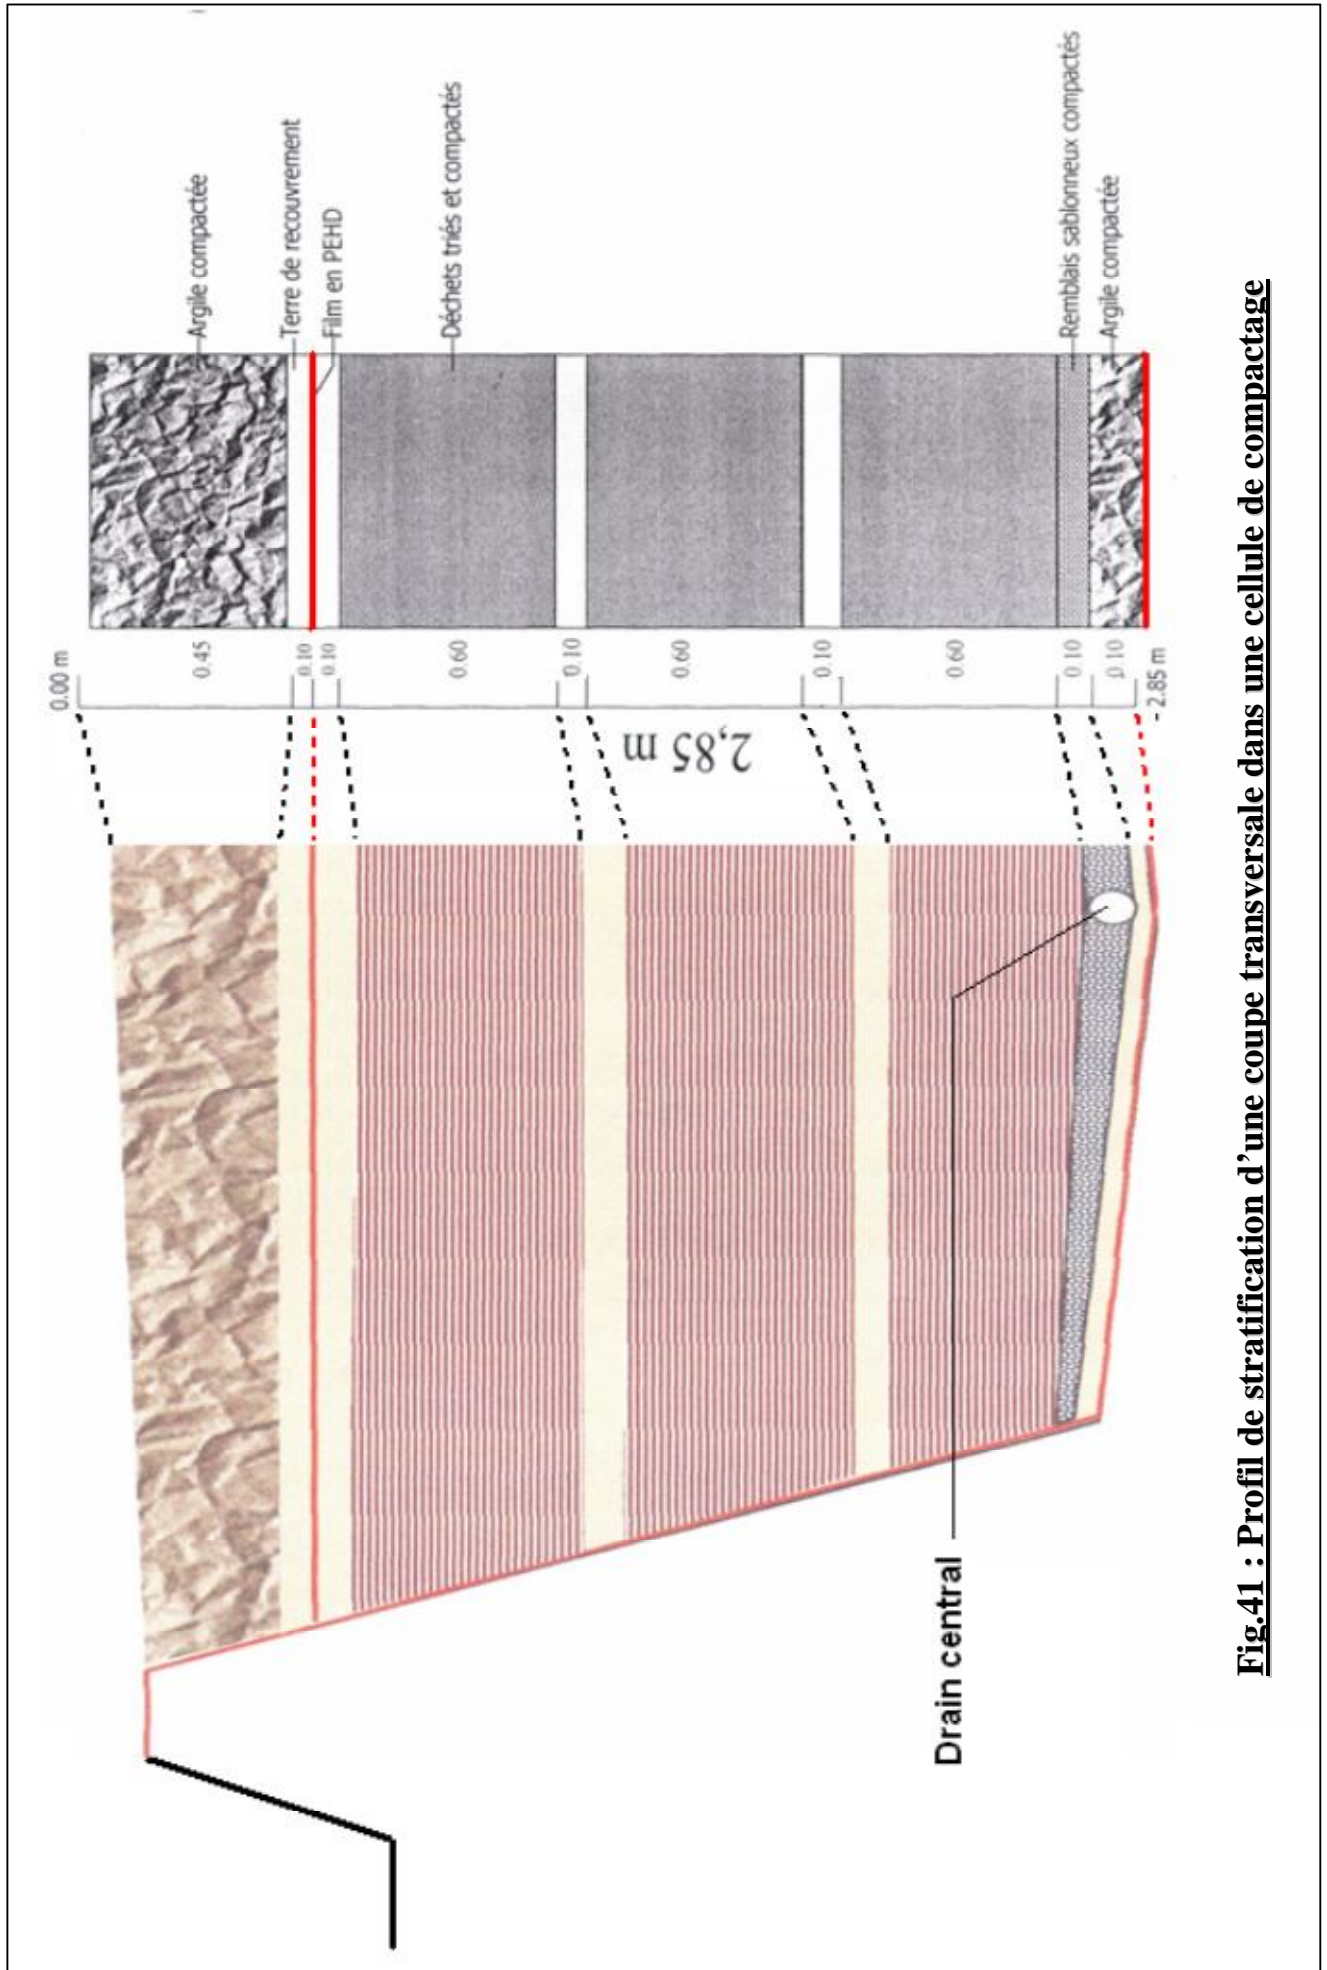 Argile compactée
Terre de recouvrement
Film en PEHD
Déchets triés et compactés
Remblais sablonneux compactés
Argile compactée
0.00 m
0.45
0.10
0.10
0.60
0.10
0.60
0.10
0.60
0.10
0.10
- 2.85 m
2,85 m
Drain central
Fig.41 : Profil de stratification d’une coupe transversale dans une cellule de compactage